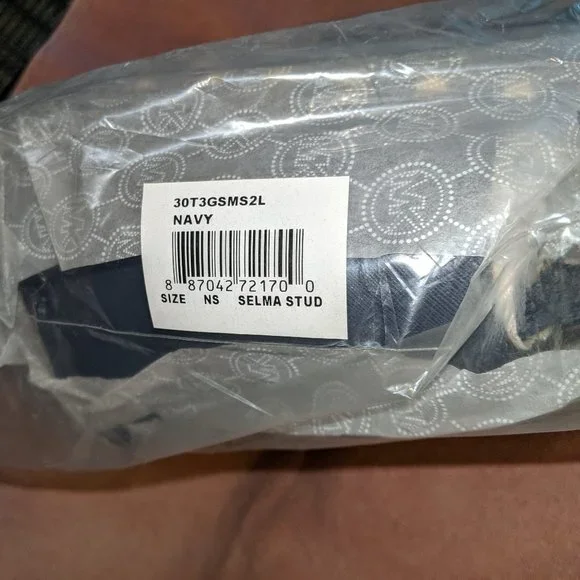 30T3GSMS2L
NAVY
8 87042 72170 0
SIZE NS SELMA STUD